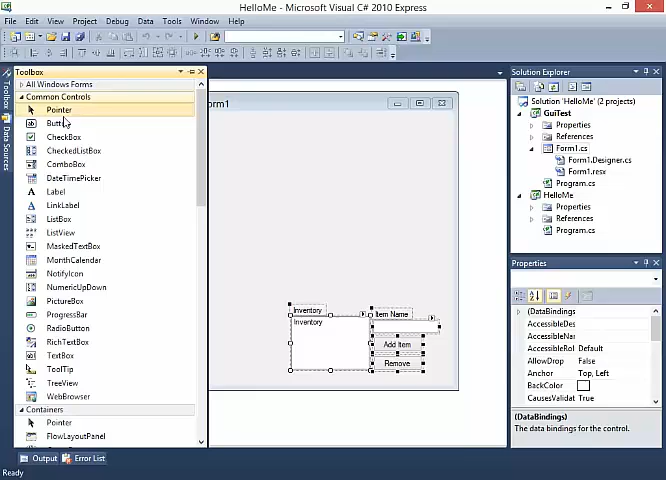 HelloMe - Microsoft Visual C# 2010 Express
File Edit View Project Debug Data Tools Window Help
Toolbox
All Windows Forms
Common Controls
Pointer
Button
CheckBox
CheckedListBox
ComboBox
DateTimePicker
Label
LinkLabel
ListBox
ListView
MaskedTextBox
MonthCalendar
NotifyIcon
NumericUpDown
PictureBox
ProgressBar
RadioButton
RichTextBox
TextBox
ToolTip
TreeView
WebBrowser
Containers
Pointer
FlowLayoutPanel
Toolbox
Data Sources
orm1
Inventory
Inventory
Item Name
Add Item
Remove
Solution Explorer
Solution 'HelloMe' (2 projects)
GuiTest
Properties
References
Form1.cs
Form1.Designer.cs
Form1.resx
Program.cs
HelloMe
Properties
References
Program.cs
Properties
(DataBindings)
AccessibleDes
AccessibleNar
AccessibleRol Default
AllowDrop False
Anchor Top, Left
BackColor
CausesValidat True
(DataBindings)
The data bindings for the control.
Output Error List
Ready